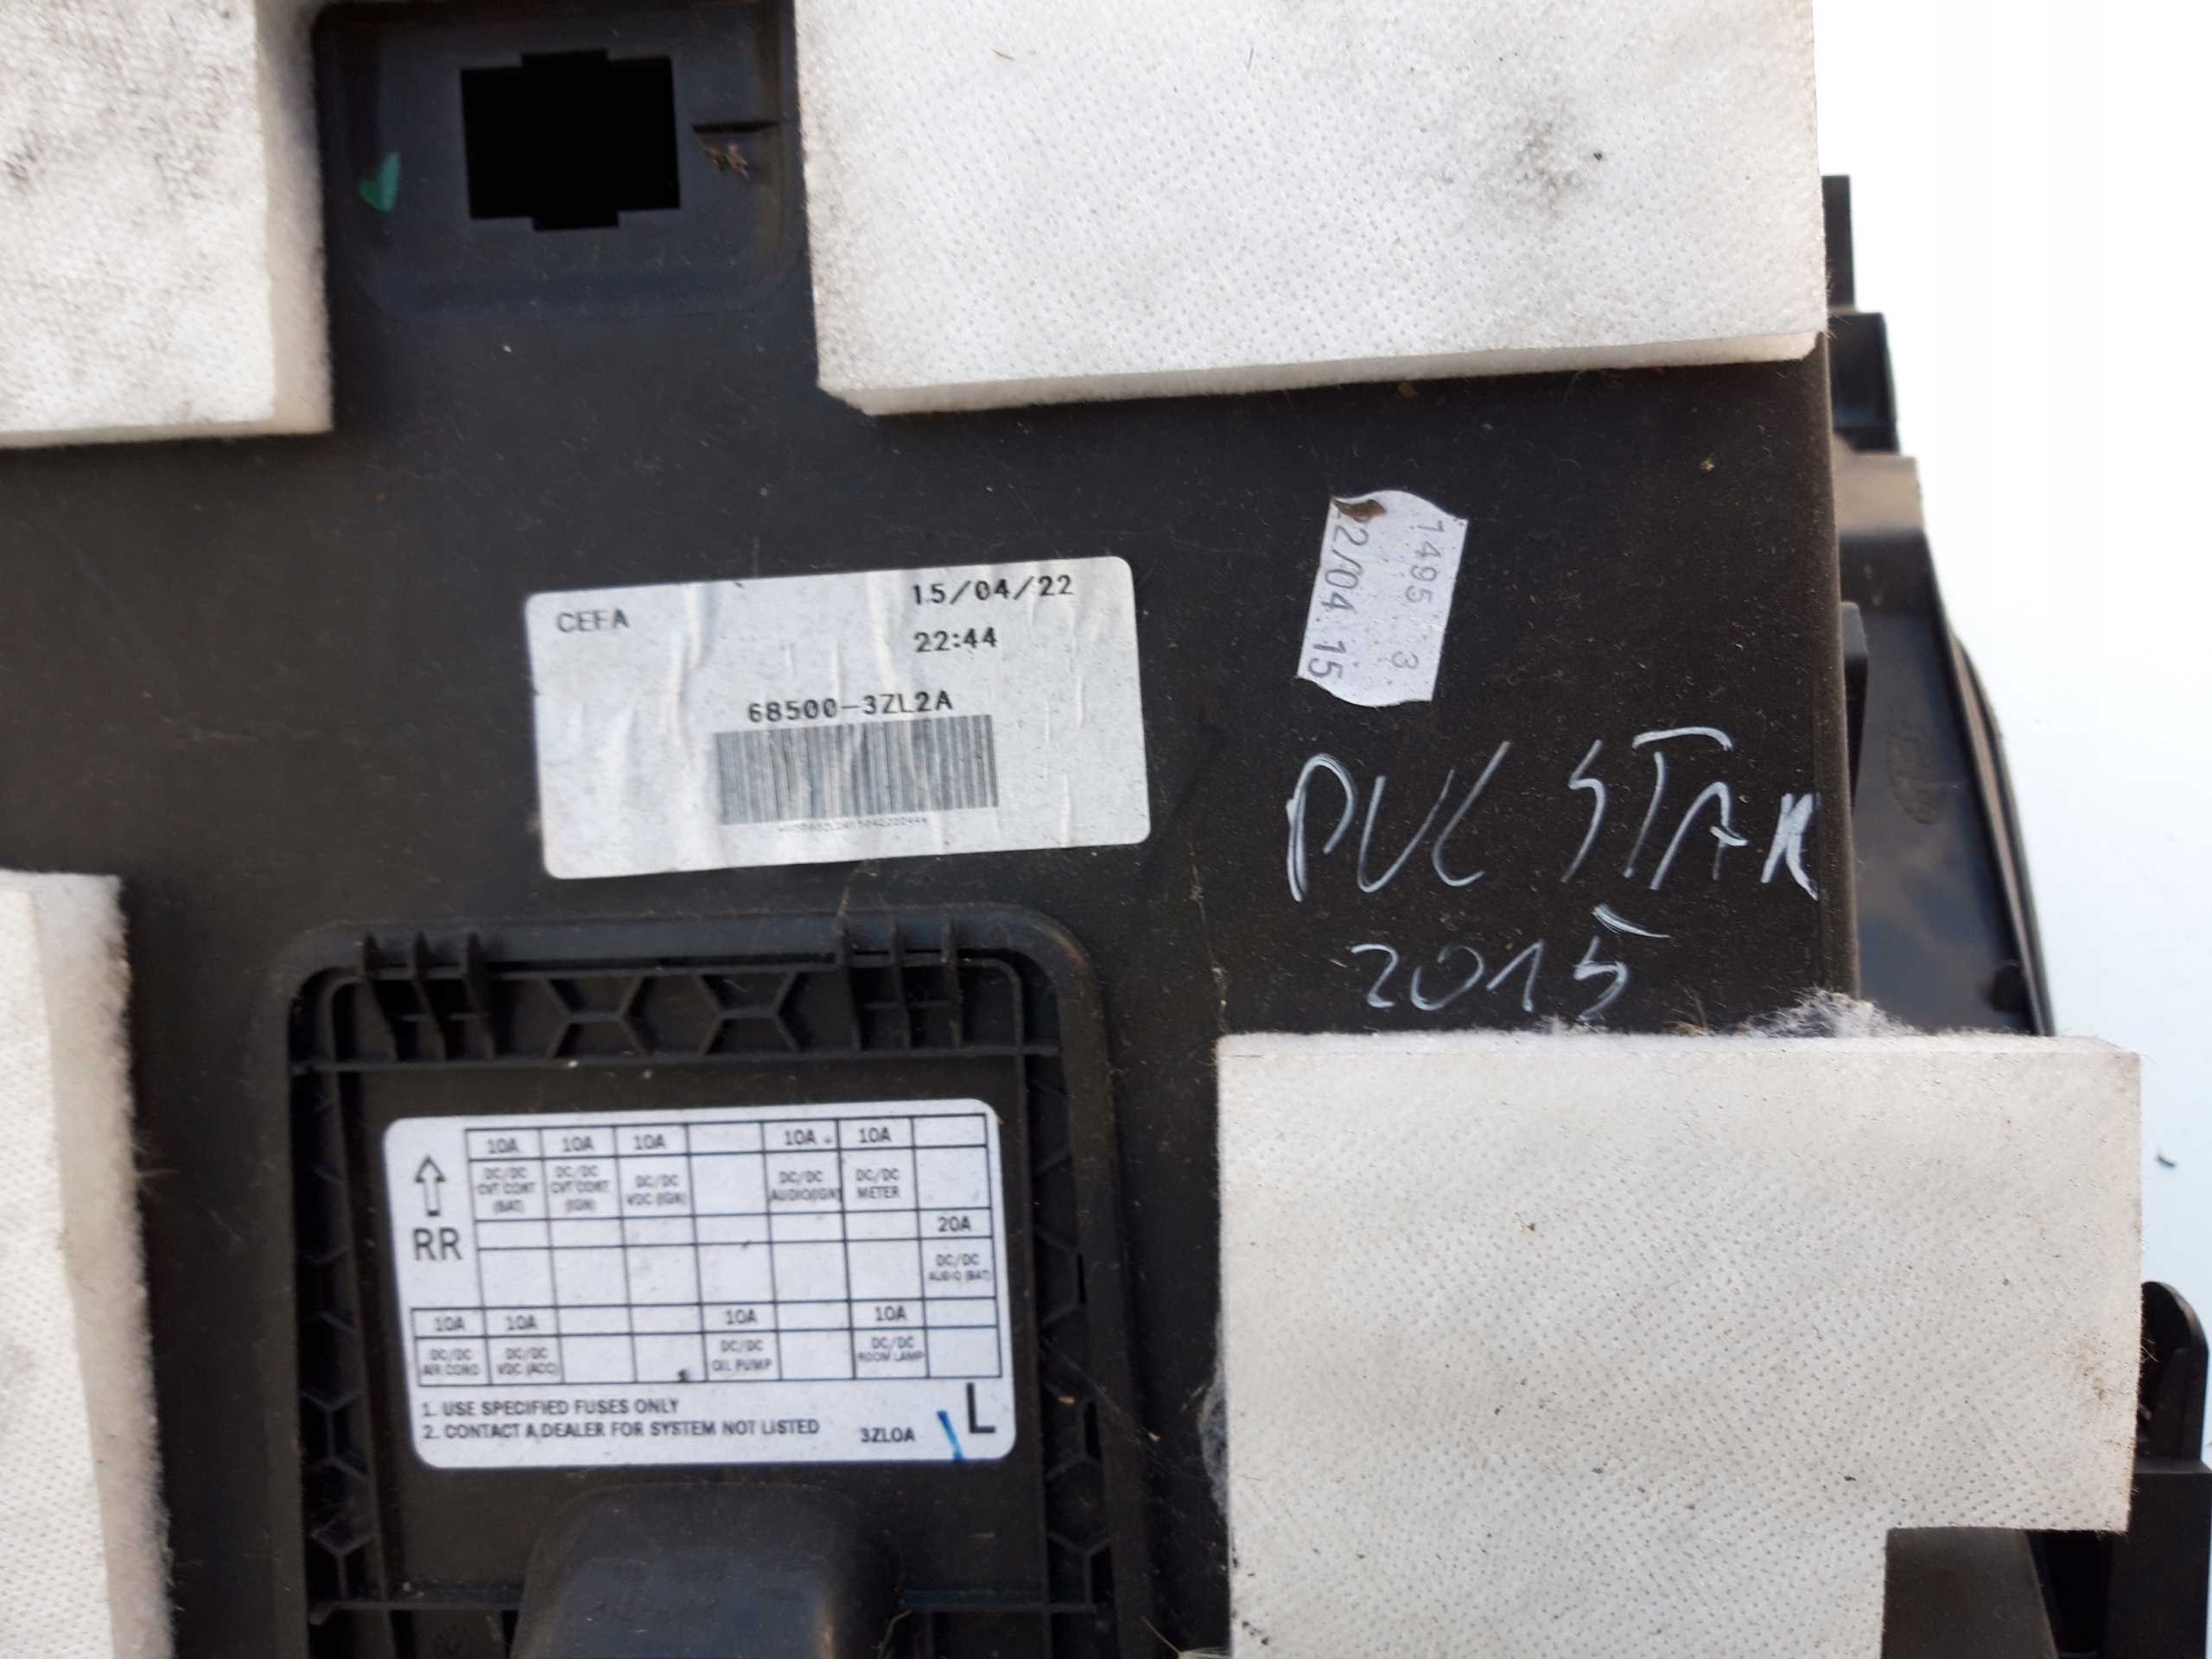 CEFA
15/04/22
22:44
68500-3ZL2A
1495 3
22/04.15
PULSTAR
2015
RR
10A 10A 10A 10A 10A
DC/DC CVT CONT (BAT)
DC/DC CVT CONT (IGN)
DC/DC VDC (IGN)
DC/DC AUDIO(IGN)
DC/DC METER
20A
DC/DC AUDIO (BAT)
10A 10A 10A 10A
DC/DC AIR COND
DC/DC VDC (ACC)
DC/DC OIL PUMP
DC/DC ROOM LAMP
1. USE SPECIFIED FUSES ONLY
2. CONTACT A DEALER FOR SYSTEM NOT LISTED
3ZL0A
L